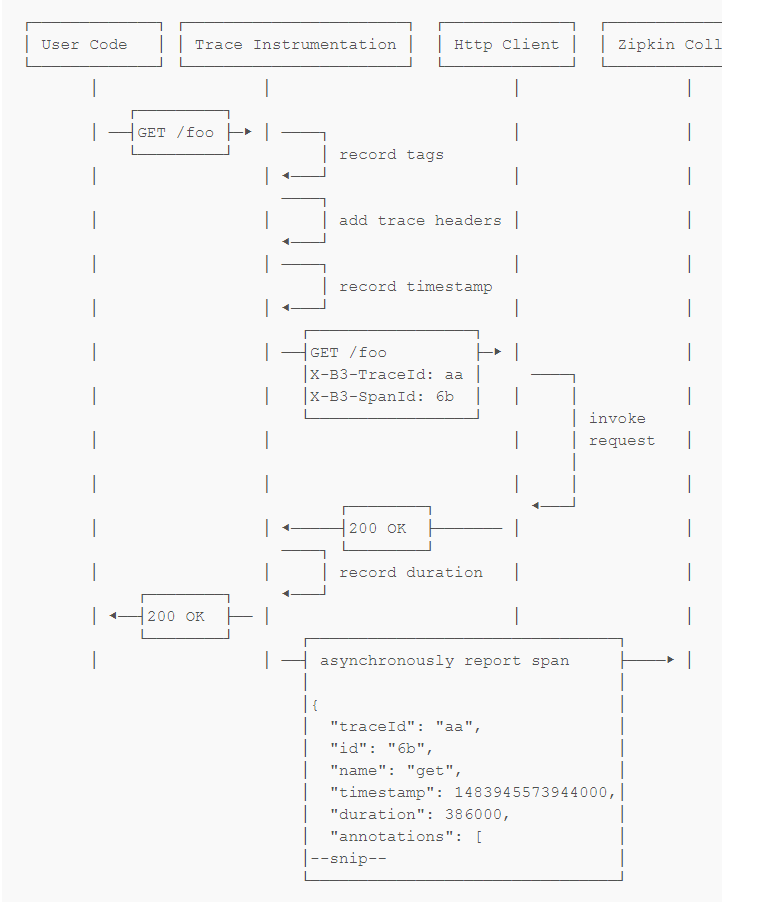 User Code Trace Instrumentation Http Client Zipkin Coll
GET /foo
record tags
add trace headers
record timestamp
GET /foo
X-B3-TraceId: aa
X-B3-SpanId: 6b
invoke
request
200 OK
record duration
200 OK
asynchronously report span
{
"traceId": "aa",
"id": "6b",
"name": "get",
"timestamp": 1483945573944000,
"duration": 386000,
"annotations": [
--snip--